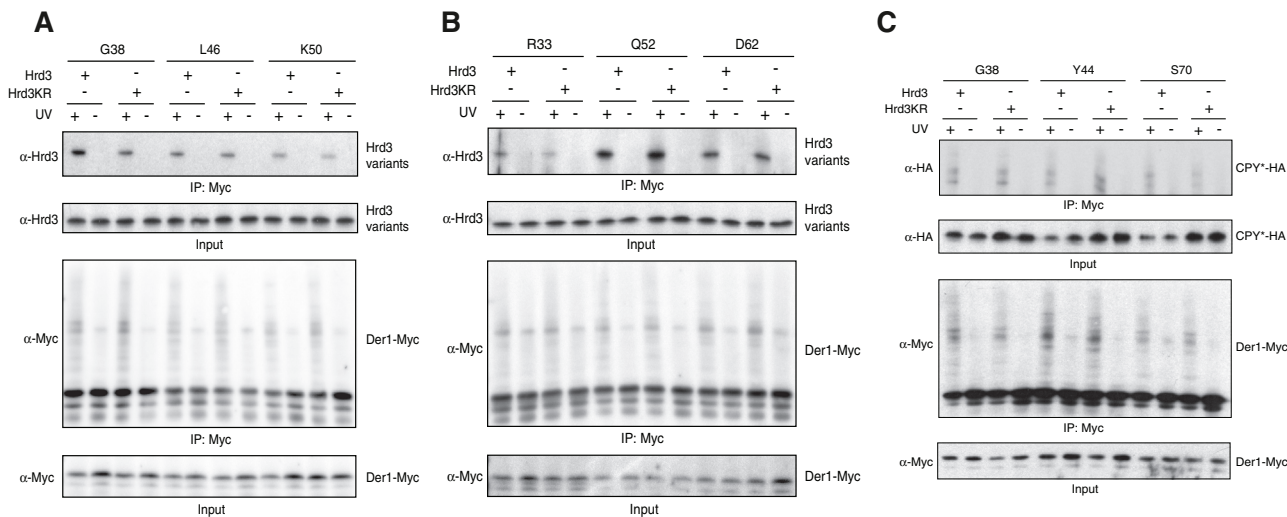 A
G38 L46 K50
Hrd3 + - + - + -
Hrd3KR - + - + - +
UV + - + - + - + - + - + -
α-Hrd3 Hrd3 variants
IP: Myc
α-Hrd3 Hrd3 variants
Input
α-Myc Der1-Myc
IP: Myc
α-Myc Der1-Myc
Input
B
R33 Q52 D62
Hrd3 + - + - + -
Hrd3KR - + - + - +
UV + - + - + - + - + - + -
α-Hrd3 Hrd3 variants
IP: Myc
α-Hrd3 Hrd3 variants
Input
α-Myc Der1-Myc
IP: Myc
α-Myc Der1-Myc
Input
C
G38 Y44 S70
Hrd3 + - + - + -
Hrd3KR - + - + - +
UV + - + - + - + - + - + -
α-HA CPY*-HA
IP: Myc
α-HA CPY*-HA
Input
α-Myc Der1-Myc
IP: Myc
α-Myc Der1-Myc
Input